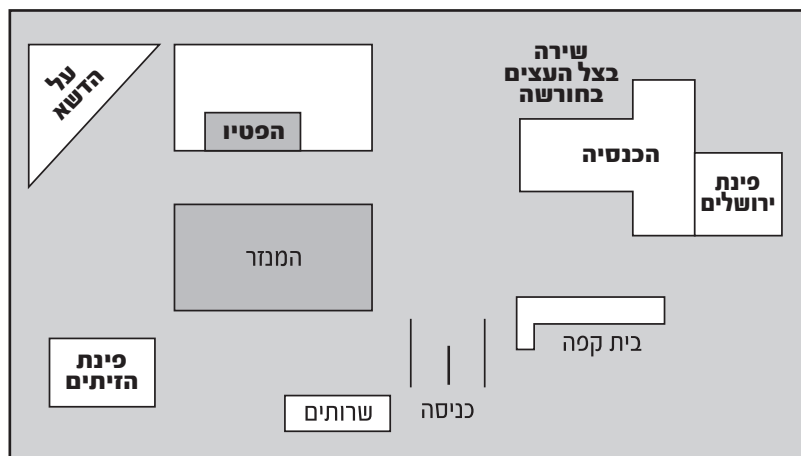 שירה
בצל העצים
בחורשה
על
הדשא
הפטיו
הכנסיה
פינת
ירושלים
המנזר
בית קפה
פינת
הזיתים
שרותים
כניסה